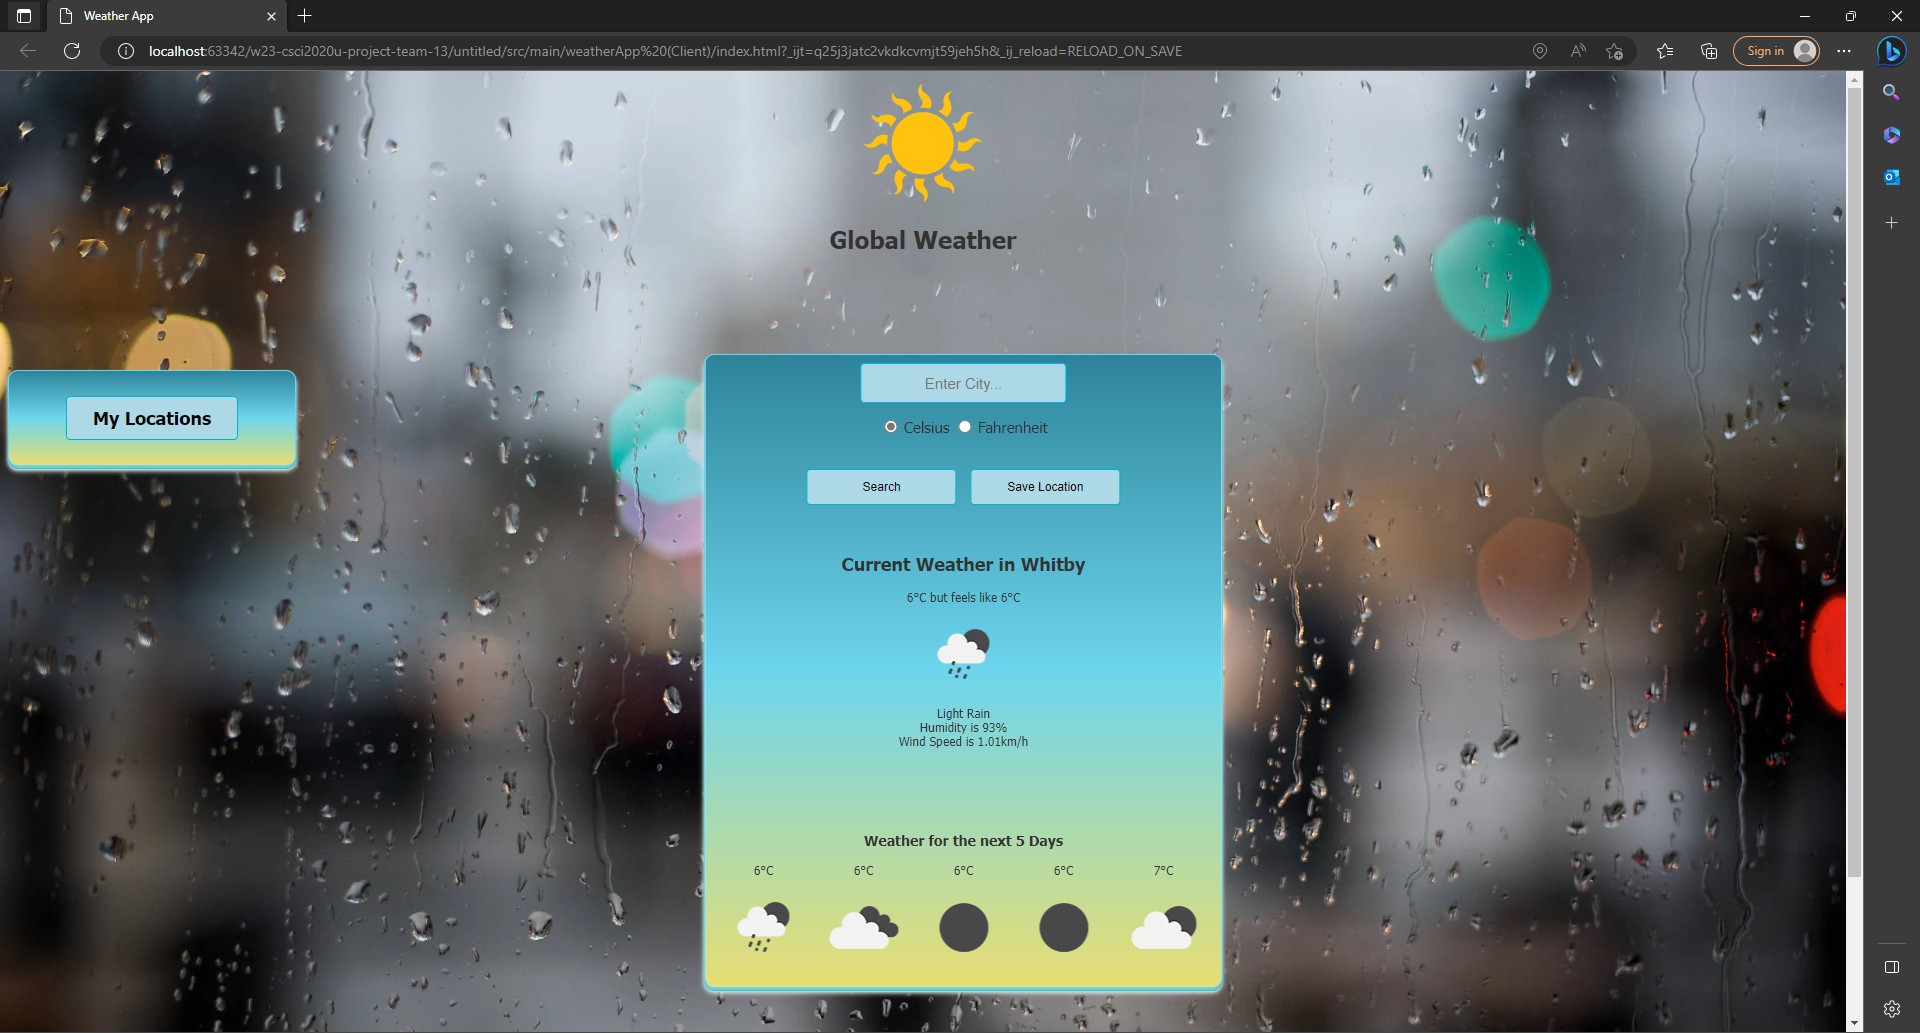 Weather App
localhost:63342/w23-csci2020u-project-team-13/untitled/src/main/weatherApp%20(Client)/index.html?_ijt=q25j3jatc2vkdkcvmjt59jeh5h&_ij_reload=RELOAD_ON_SAVE
Sign in
Global Weather
My Locations
Enter City...
Celsius Fahrenheit
Search Save Location
Current Weather in Whitby
6°C but feels like 6°C
Light Rain
Humidity is 93%
Wind Speed is 1.01km/h
Weather for the next 5 Days
6°C 6°C 6°C 6°C 7°C